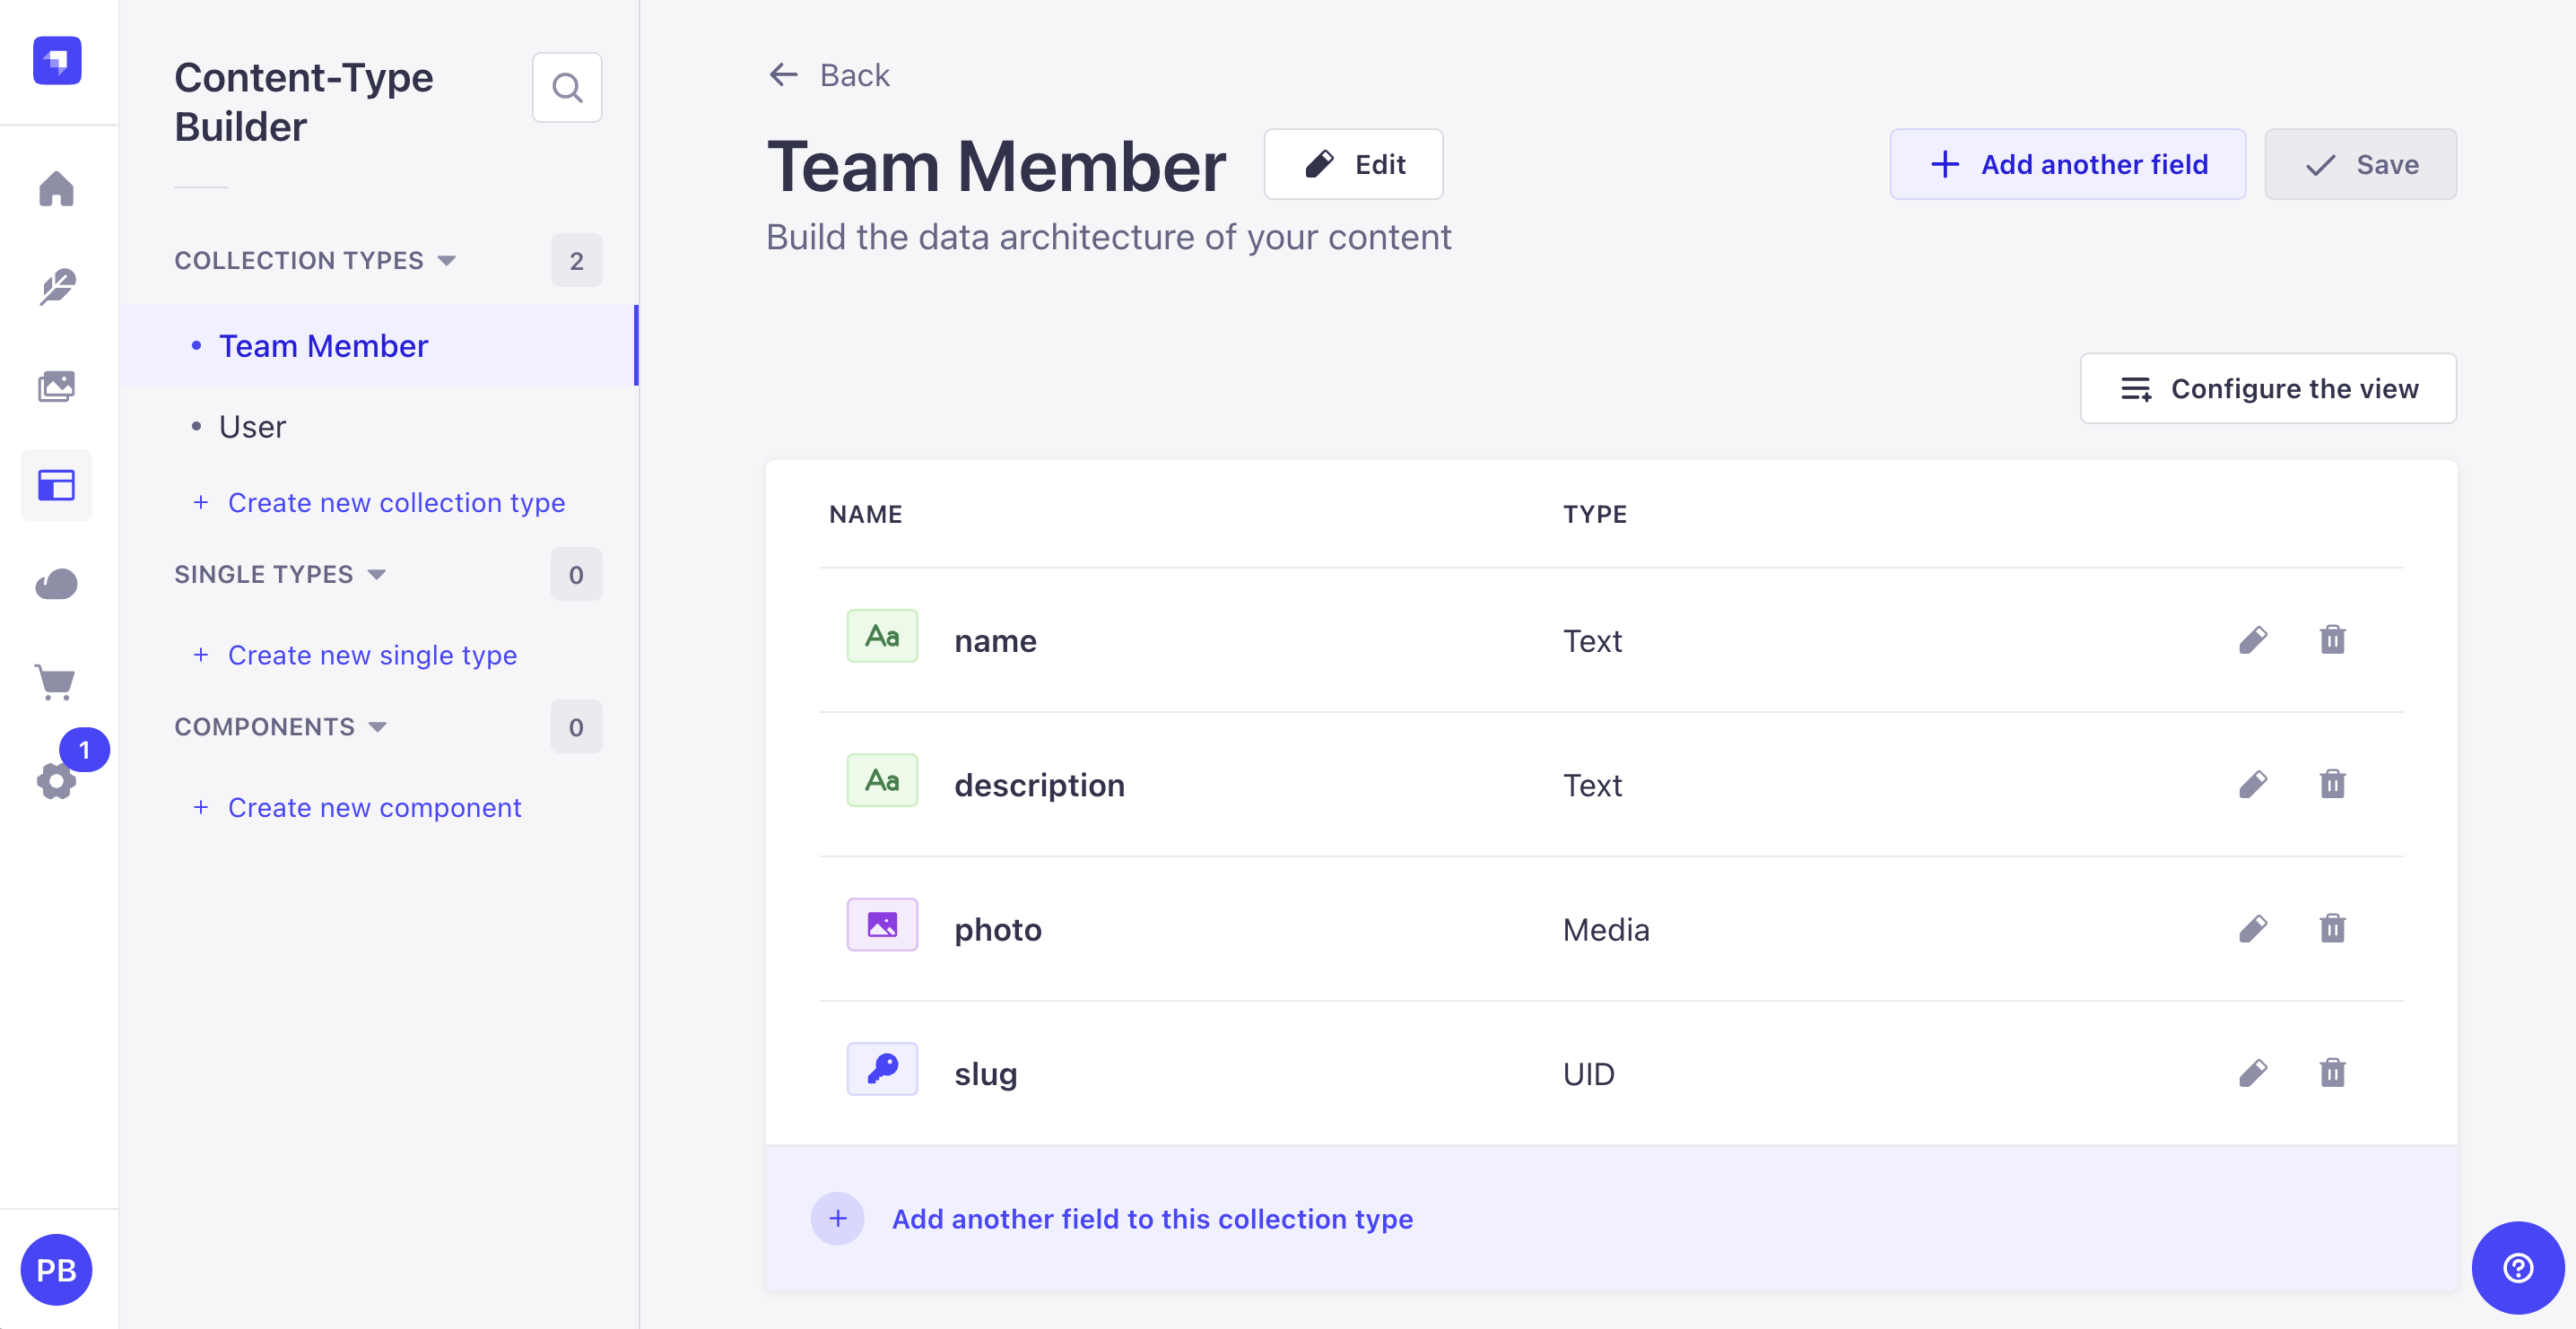 Content-Type
Builder
COLLECTION TYPES
2
Team Member
User
+ Create new collection type
SINGLE TYPES
0
+ Create new single type
COMPONENTS
0
+ Create new component
1
PB
Back
Team Member
Edit
Add another field
Save
Build the data architecture of your content
Configure the view
NAME TYPE
Aa name Text
Aa description Text
photo Media
slug UID
+ Add another field to this collection type
?